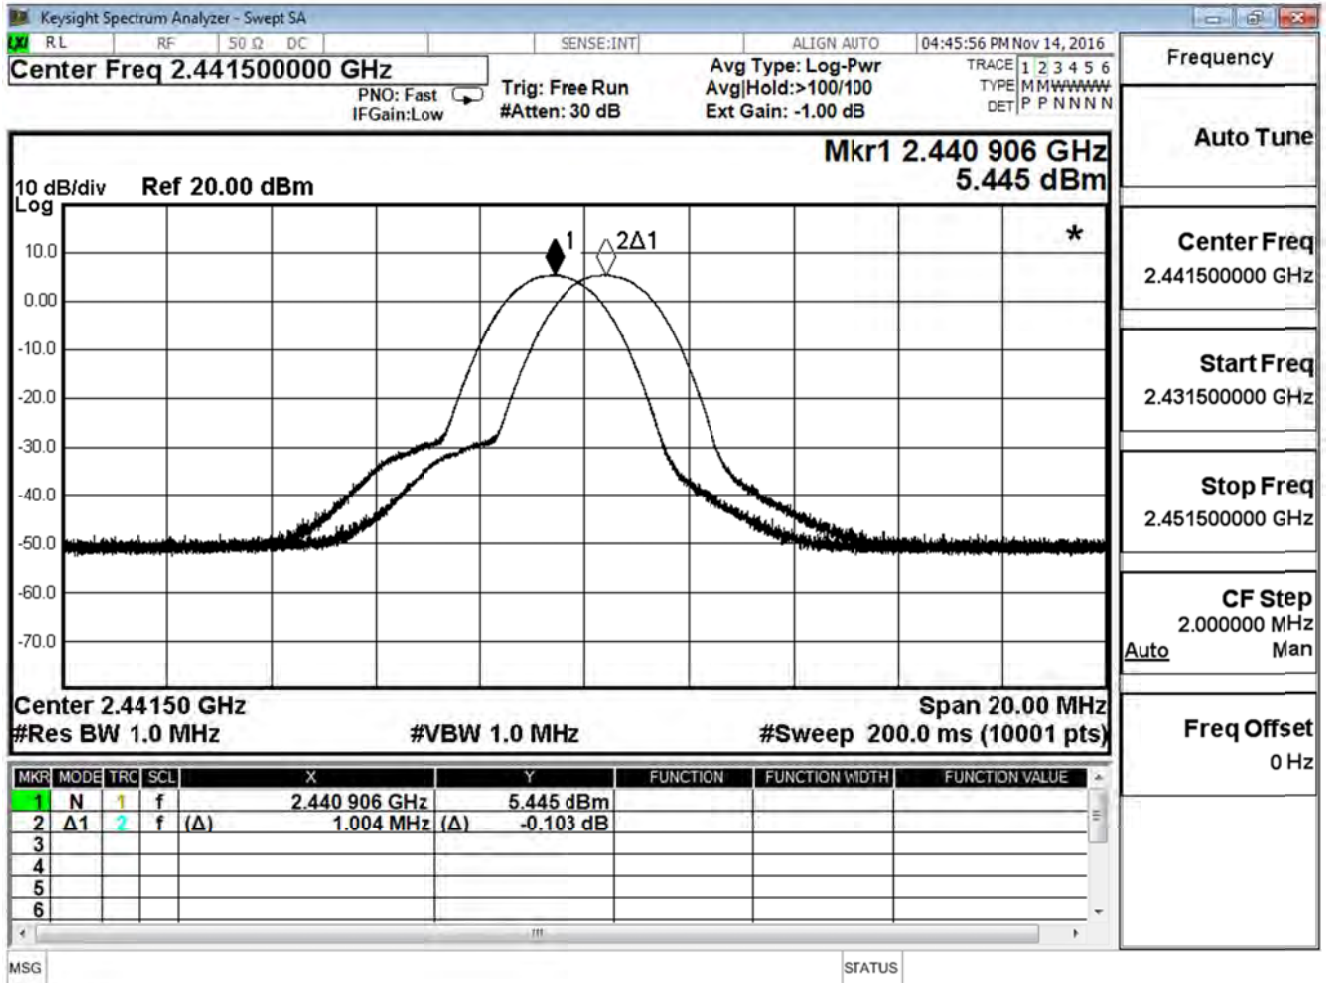 Keysight Spectrum Analyzer - Swept SA
LXI RL RF 50 Ω DC SENSE:INT ALIGN AUTO 04:45:56 PM Nov 14, 2016
Center Freq 2.441500000 GHz
PNO: Fast
IFGain:Low
Trig: Free Run
#Atten: 30 dB
Avg Type: Log-Pwr
Avg|Hold:>100/100
Ext Gain: -1.00 dB
TRACE 1 2 3 4 5 6
TYPE M M W W W W
DET P P N N N N
Mkr1 2.440 906 GHz
5.445 dBm
10 dB/div Ref 20.00 dBm
Log
10.0
0.00
-10.0
-20.0
-30.0
-40.0
-50.0
-60.0
-70.0
1
2Δ1
*
Center 2.44150 GHz
Span 20.00 MHz
#Res BW 1.0 MHz
#VBW 1.0 MHz
#Sweep 200.0 ms (10001 pts)
MKR MODE TRC SCL X Y FUNCTION FUNCTION WIDTH FUNCTION VALUE
1 N 1 f 2.440 906 GHz 5.445 dBm
2 Δ1 2 f (Δ) 1.004 MHz (Δ) -0.103 dB
3
4
5
6
MSG
STATUS
Frequency
Auto Tune
Center Freq
2.441500000 GHz
Start Freq
2.431500000 GHz
Stop Freq
2.451500000 GHz
CF Step
2.000000 MHz
Auto Man
Freq Offset
0 Hz